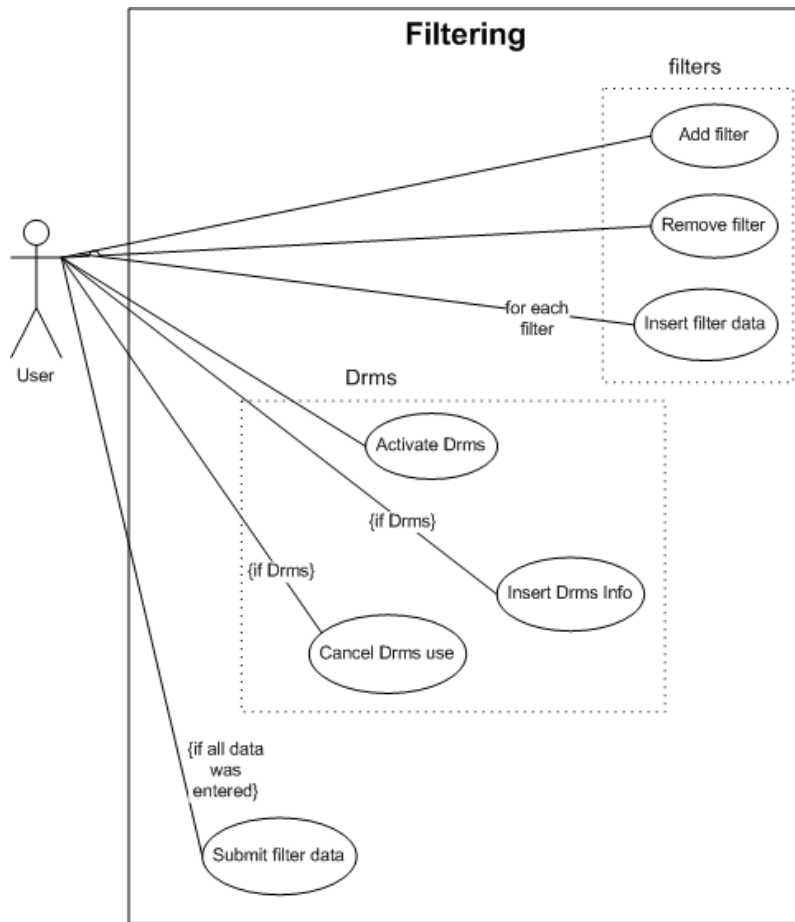 Filtering
filters
Add filter
Remove filter
for each
filter
Insert filter data
User
Drms
Activate Drms
{if Drms}
{if Drms}
Insert Drms Info
Cancel Drms use
{if all data
was
entered}
Submit filter data